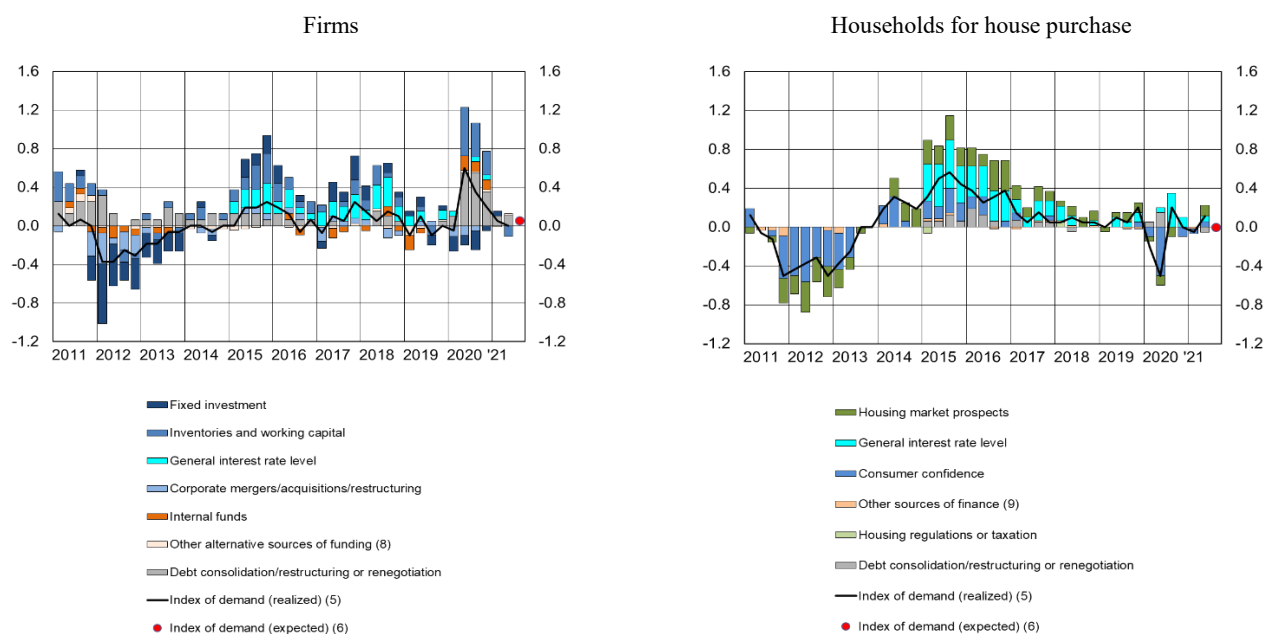 Firms
1.6 1.6
1.2 1.2
0.8 0.8
0.4 0.4
0.0 0.0
-0.4 -0.4
-0.8 -0.8
-1.2 -1.2
2011 2012 2013 2014 2015 2016 2017 2018 2019 2020 '21
Fixed investment
Inventories and working capital
General interest rate level
Corporate mergers/acquisitions/restructuring
Internal funds
Other alternative sources of funding (8)
Debt consolidation/restructuring or renegotiation
Index of demand (realized) (5)
Index of demand (expected) (6)
Households for house purchase
1.6 1.6
1.2 1.2
0.8 0.8
0.4 0.4
0.0 0.0
-0.4 -0.4
-0.8 -0.8
-1.2 -1.2
2011 2012 2013 2014 2015 2016 2017 2018 2019 2020 '21
Housing market prospects
General interest rate level
Consumer confidence
Other sources of finance (9)
Housing regulations or taxation
Debt consolidation/restructuring or renegotiation
Index of demand (realized) (5)
Index of demand (expected) (6)